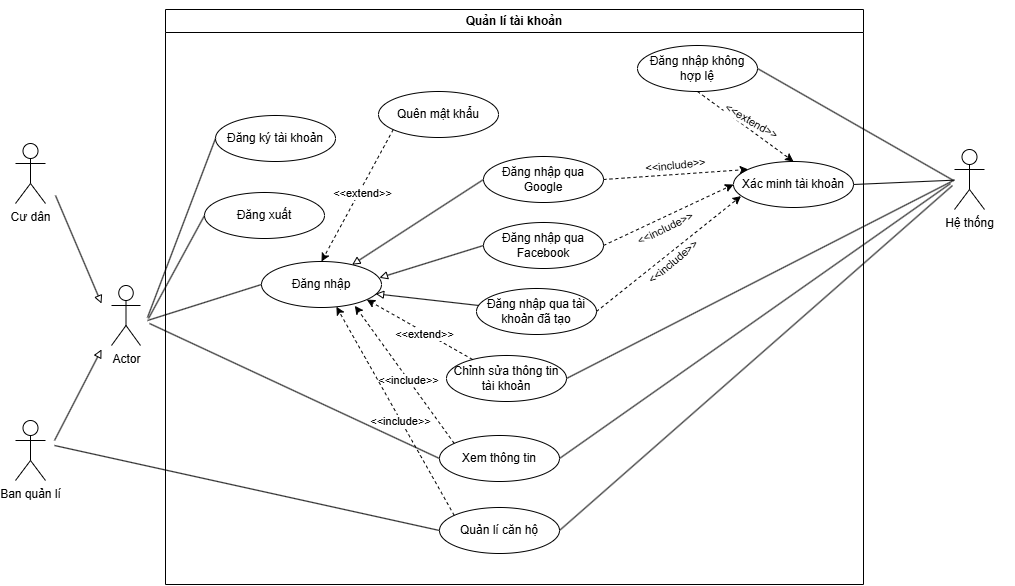 Quản lí tài khoản
Đăng nhập không
hợp lệ
Quên mật khẩu
<<extend>>
Đăng ký tài khoản
<<include>>
Đăng nhập qua
Google
Xác minh tài khoản
<<extend>>
Cư dân
Đăng xuất
Hệ thống
<<include>>
Đăng nhập qua
Facebook
<<include>>
Đăng nhập
Đăng nhập qua tài
khoản đã tạo
<<extend>>
Actor
Chỉnh sửa thông tin
tài khoản
<<include>>
<<include>>
Xem thông tin
Ban quản lí
Quản lí căn hộ